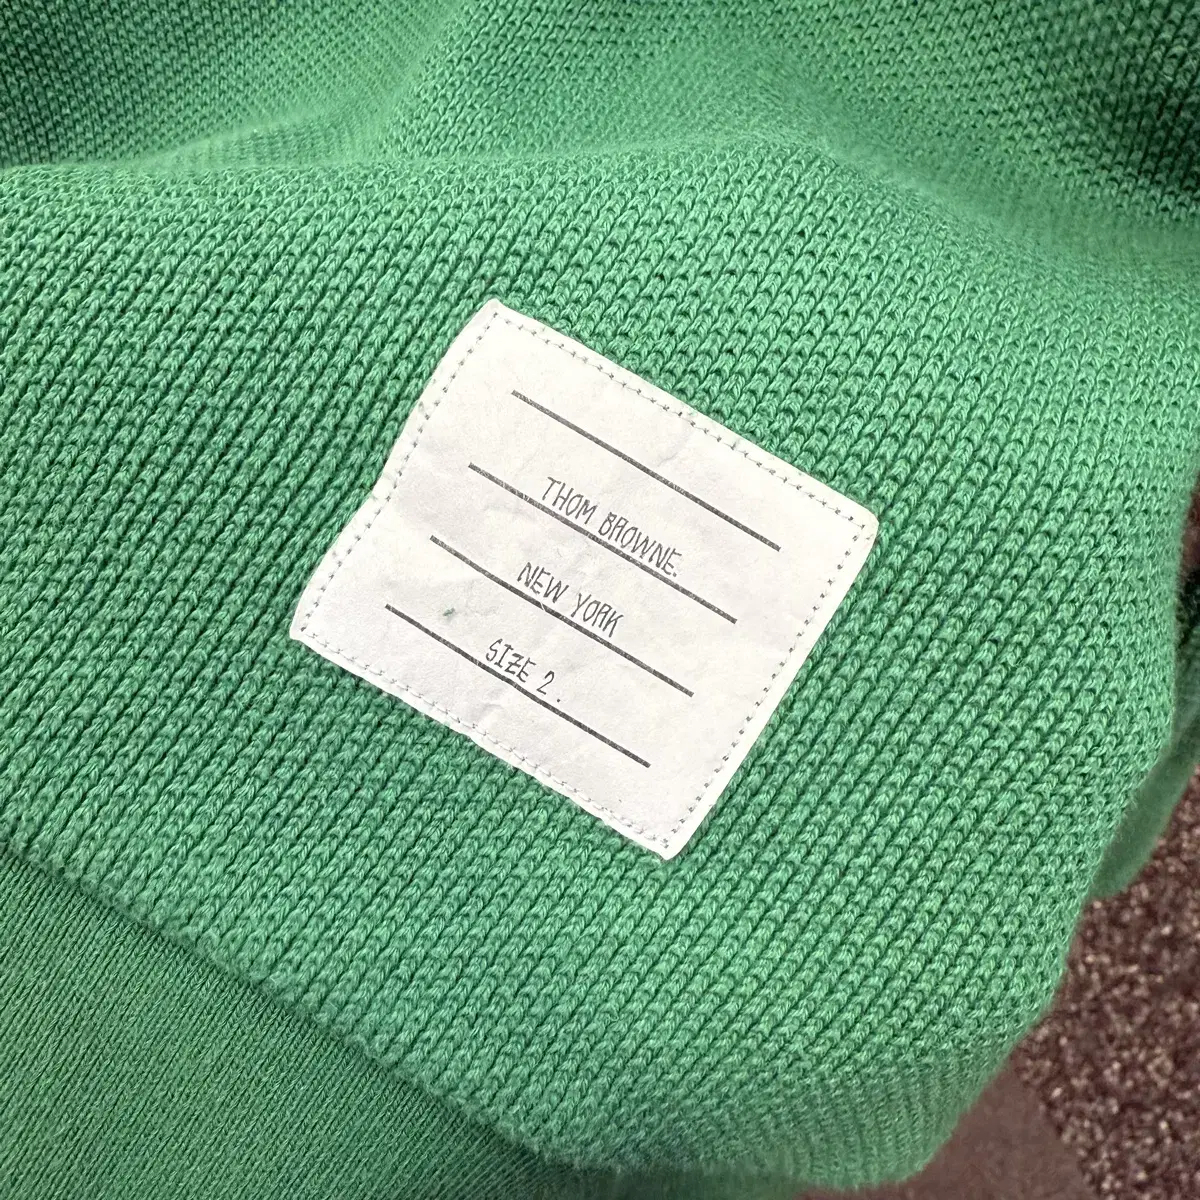 THOM BROWNE.
NEW YORK
SIZE 2.